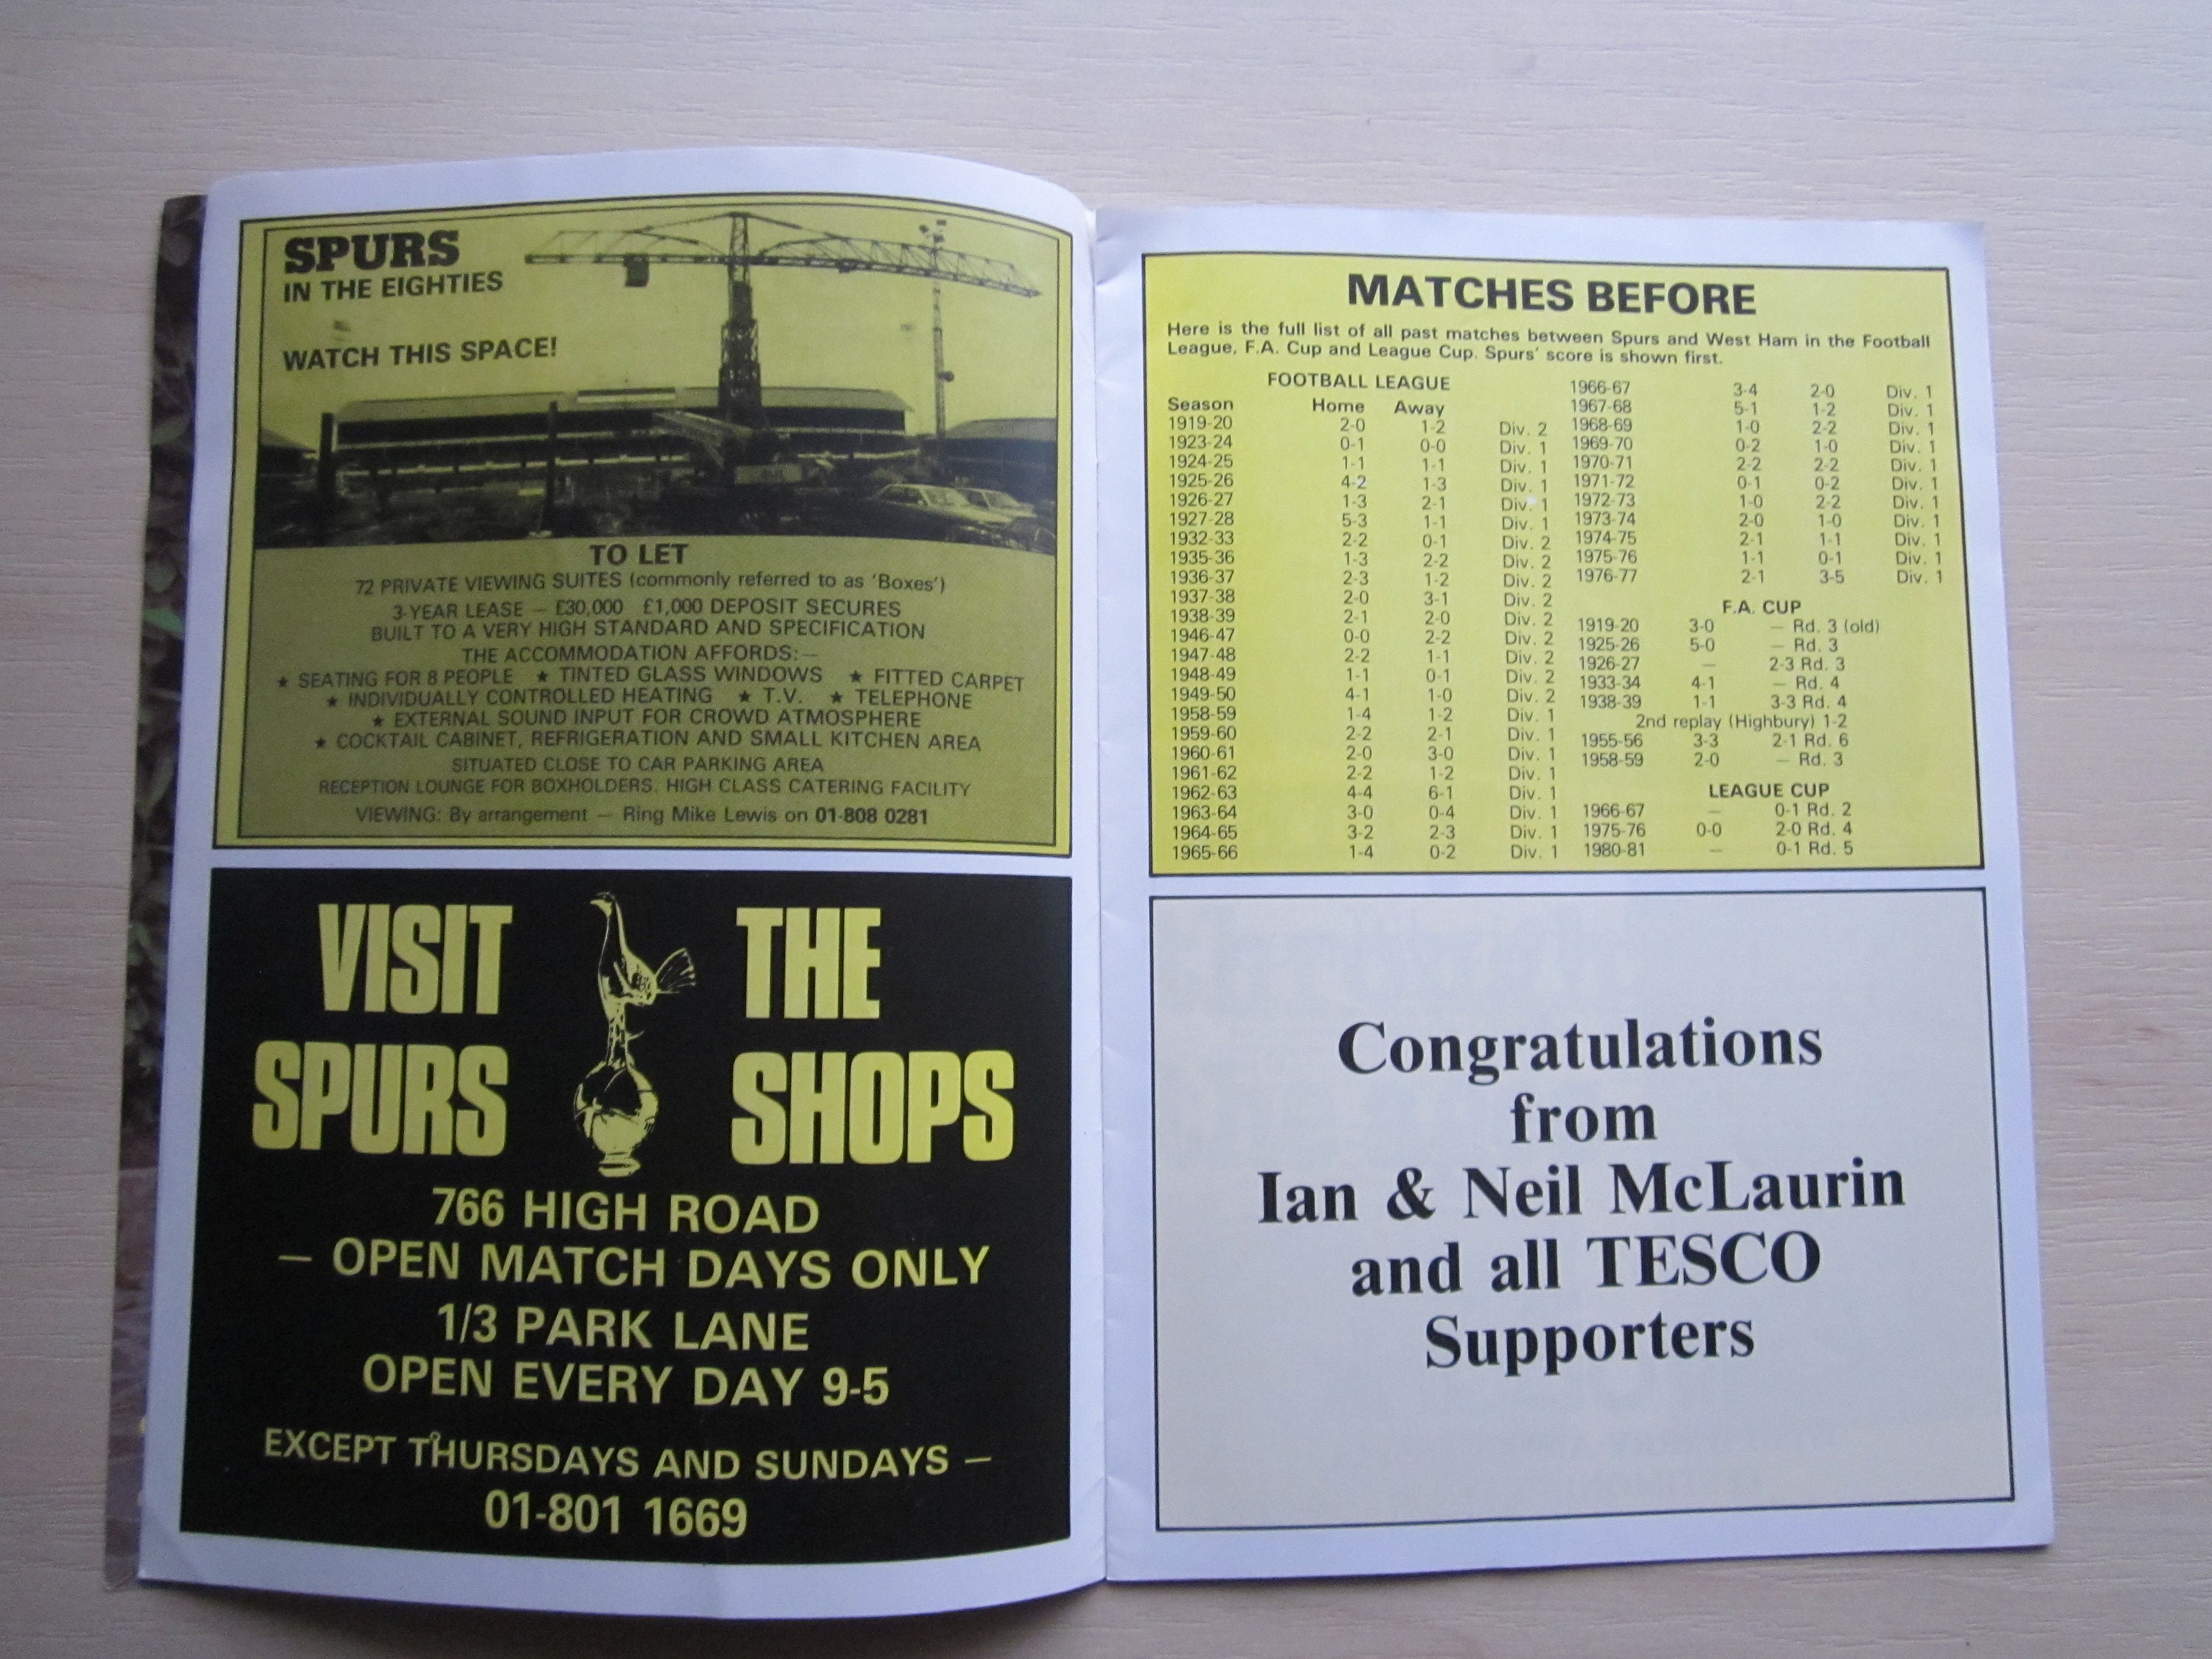 SPURS
IN THE EIGHTIES
WATCH THIS SPACE!
TO LET
72 PRIVATE VIEWING SUITES (commonly referred to as 'Boxes')
3-YEAR LEASE — £30,000 £1,000 DEPOSIT SECURES
BUILT TO A VERY HIGH STANDARD AND SPECIFICATION
THE ACCOMMODATION AFFORDS:—
★ SEATING FOR 8 PEOPLE ★ TINTED GLASS WINDOWS ★ FITTED CARPET
★ INDIVIDUALLY CONTROLLED HEATING ★ T.V. ★ TELEPHONE
★ EXTERNAL SOUND INPUT FOR CROWD ATMOSPHERE
★ COCKTAIL CABINET, REFRIGERATION AND SMALL KITCHEN AREA
SITUATED CLOSE TO CAR PARKING AREA
RECEPTION LOUNGE FOR BOXHOLDERS. HIGH CLASS CATERING FACILITY
VIEWING: By arrangement — Ring Mike Lewis on 01-808 0281
VISIT THE
SPURS SHOPS
766 HIGH ROAD
— OPEN MATCH DAYS ONLY
1/3 PARK LANE
OPEN EVERY DAY 9-5
EXCEPT THURSDAYS AND SUNDAYS —
01-801 1669
MATCHES BEFORE
Here is the full list of all past matches between Spurs and West Ham in the Football
League, F.A. Cup and League Cup. Spurs' score is shown first.
FOOTBALL LEAGUE
Season Home Away
1919-20 2-0 1-2 Div. 2
1923-24 0-1 0-0 Div. 1
1924-25 1-1 1-1 Div. 1
1925-26 4-2 1-3 Div. 1
1926-27 1-3 2-1 Div. 1
1927-28 5-3 1-1 Div. 1
1932-33 2-2 0-1 Div. 2
1935-36 1-3 2-2 Div. 2
1936-37 2-3 1-2 Div. 2
1937-38 2-0 3-1 Div. 2
1938-39 2-1 2-0 Div. 2
1946-47 0-0 2-2 Div. 2
1947-48 2-2 1-1 Div. 2
1948-49 1-1 0-1 Div. 2
1949-50 4-1 1-0 Div. 2
1958-59 1-4 1-2 Div. 1
1959-60 2-2 2-1 Div. 1
1960-61 2-0 3-0 Div. 1
1961-62 2-2 1-2 Div. 1
1962-63 4-4 6-1 Div. 1
1963-64 3-0 0-4 Div. 1
1964-65 3-2 2-3 Div. 1
1965-66 1-4 0-2 Div. 1
1966-67 3-4 2-0 Div. 1
1967-68 5-1 1-2 Div. 1
1968-69 1-0 2-2 Div. 1
1969-70 0-2 1-0 Div. 1
1970-71 2-2 2-2 Div. 1
1971-72 0-1 0-2 Div. 1
1972-73 1-0 2-2 Div. 1
1973-74 2-0 1-0 Div. 1
1974-75 2-1 1-1 Div. 1
1975-76 1-1 0-1 Div. 1
1976-77 2-1 3-5 Div. 1
F.A. CUP
1919-20 3-0 — Rd. 3 (old)
1925-26 5-0 — Rd. 3
1926-27 — 2-3 Rd. 3
1933-34 4-1 — Rd. 4
1938-39 1-1 3-3 Rd. 4
2nd replay (Highbury) 1-2
1955-56 3-3 2-1 Rd. 6
1958-59 2-0 — Rd. 3
LEAGUE CUP
1966-67 — 0-1 Rd. 2
1975-76 0-0 2-0 Rd. 4
1980-81 — 0-1 Rd. 5
Congratulations
from
Ian & Neil McLaurin
and all TESCO
Supporters